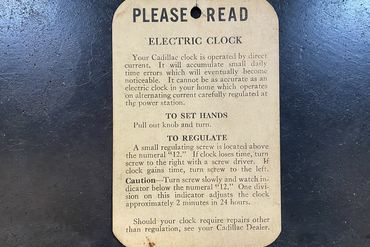 PLEASE READ
ELECTRIC CLOCK
Your Cadillac clock is operated by direct
current. It will accumulate small daily
time errors which will eventually become
noticeable. It cannot be as accurate as an
electric clock in your home which operates
on alternating current carefully regulated at
the power station.
TO SET HANDS
Pull out knob and turn.
TO REGULATE
A small regulating screw is located above
the numeral "12." If clock loses time, turn
screw to the right with a screw driver. If
clock gains time, turn screw to the left.
Caution—Turn screw slowly and watch in-
dicator below the numeral "12." One divi-
sion on this indicator adjusts the clock
approximately 2 minutes in 24 hours.
Should your clock require repairs other
than regulation, see your Cadillac Dealer.